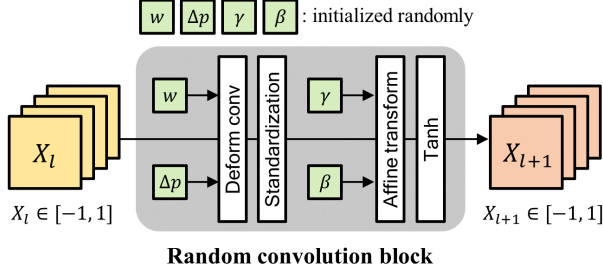 w Δp γ β : initialized randomly
w γ
X_l Deform conv Standardization Affine transform Tanh X_{l+1}
Δp β
X_l ∈ [−1, 1] X_{l+1} ∈ [−1, 1]
Random convolution block